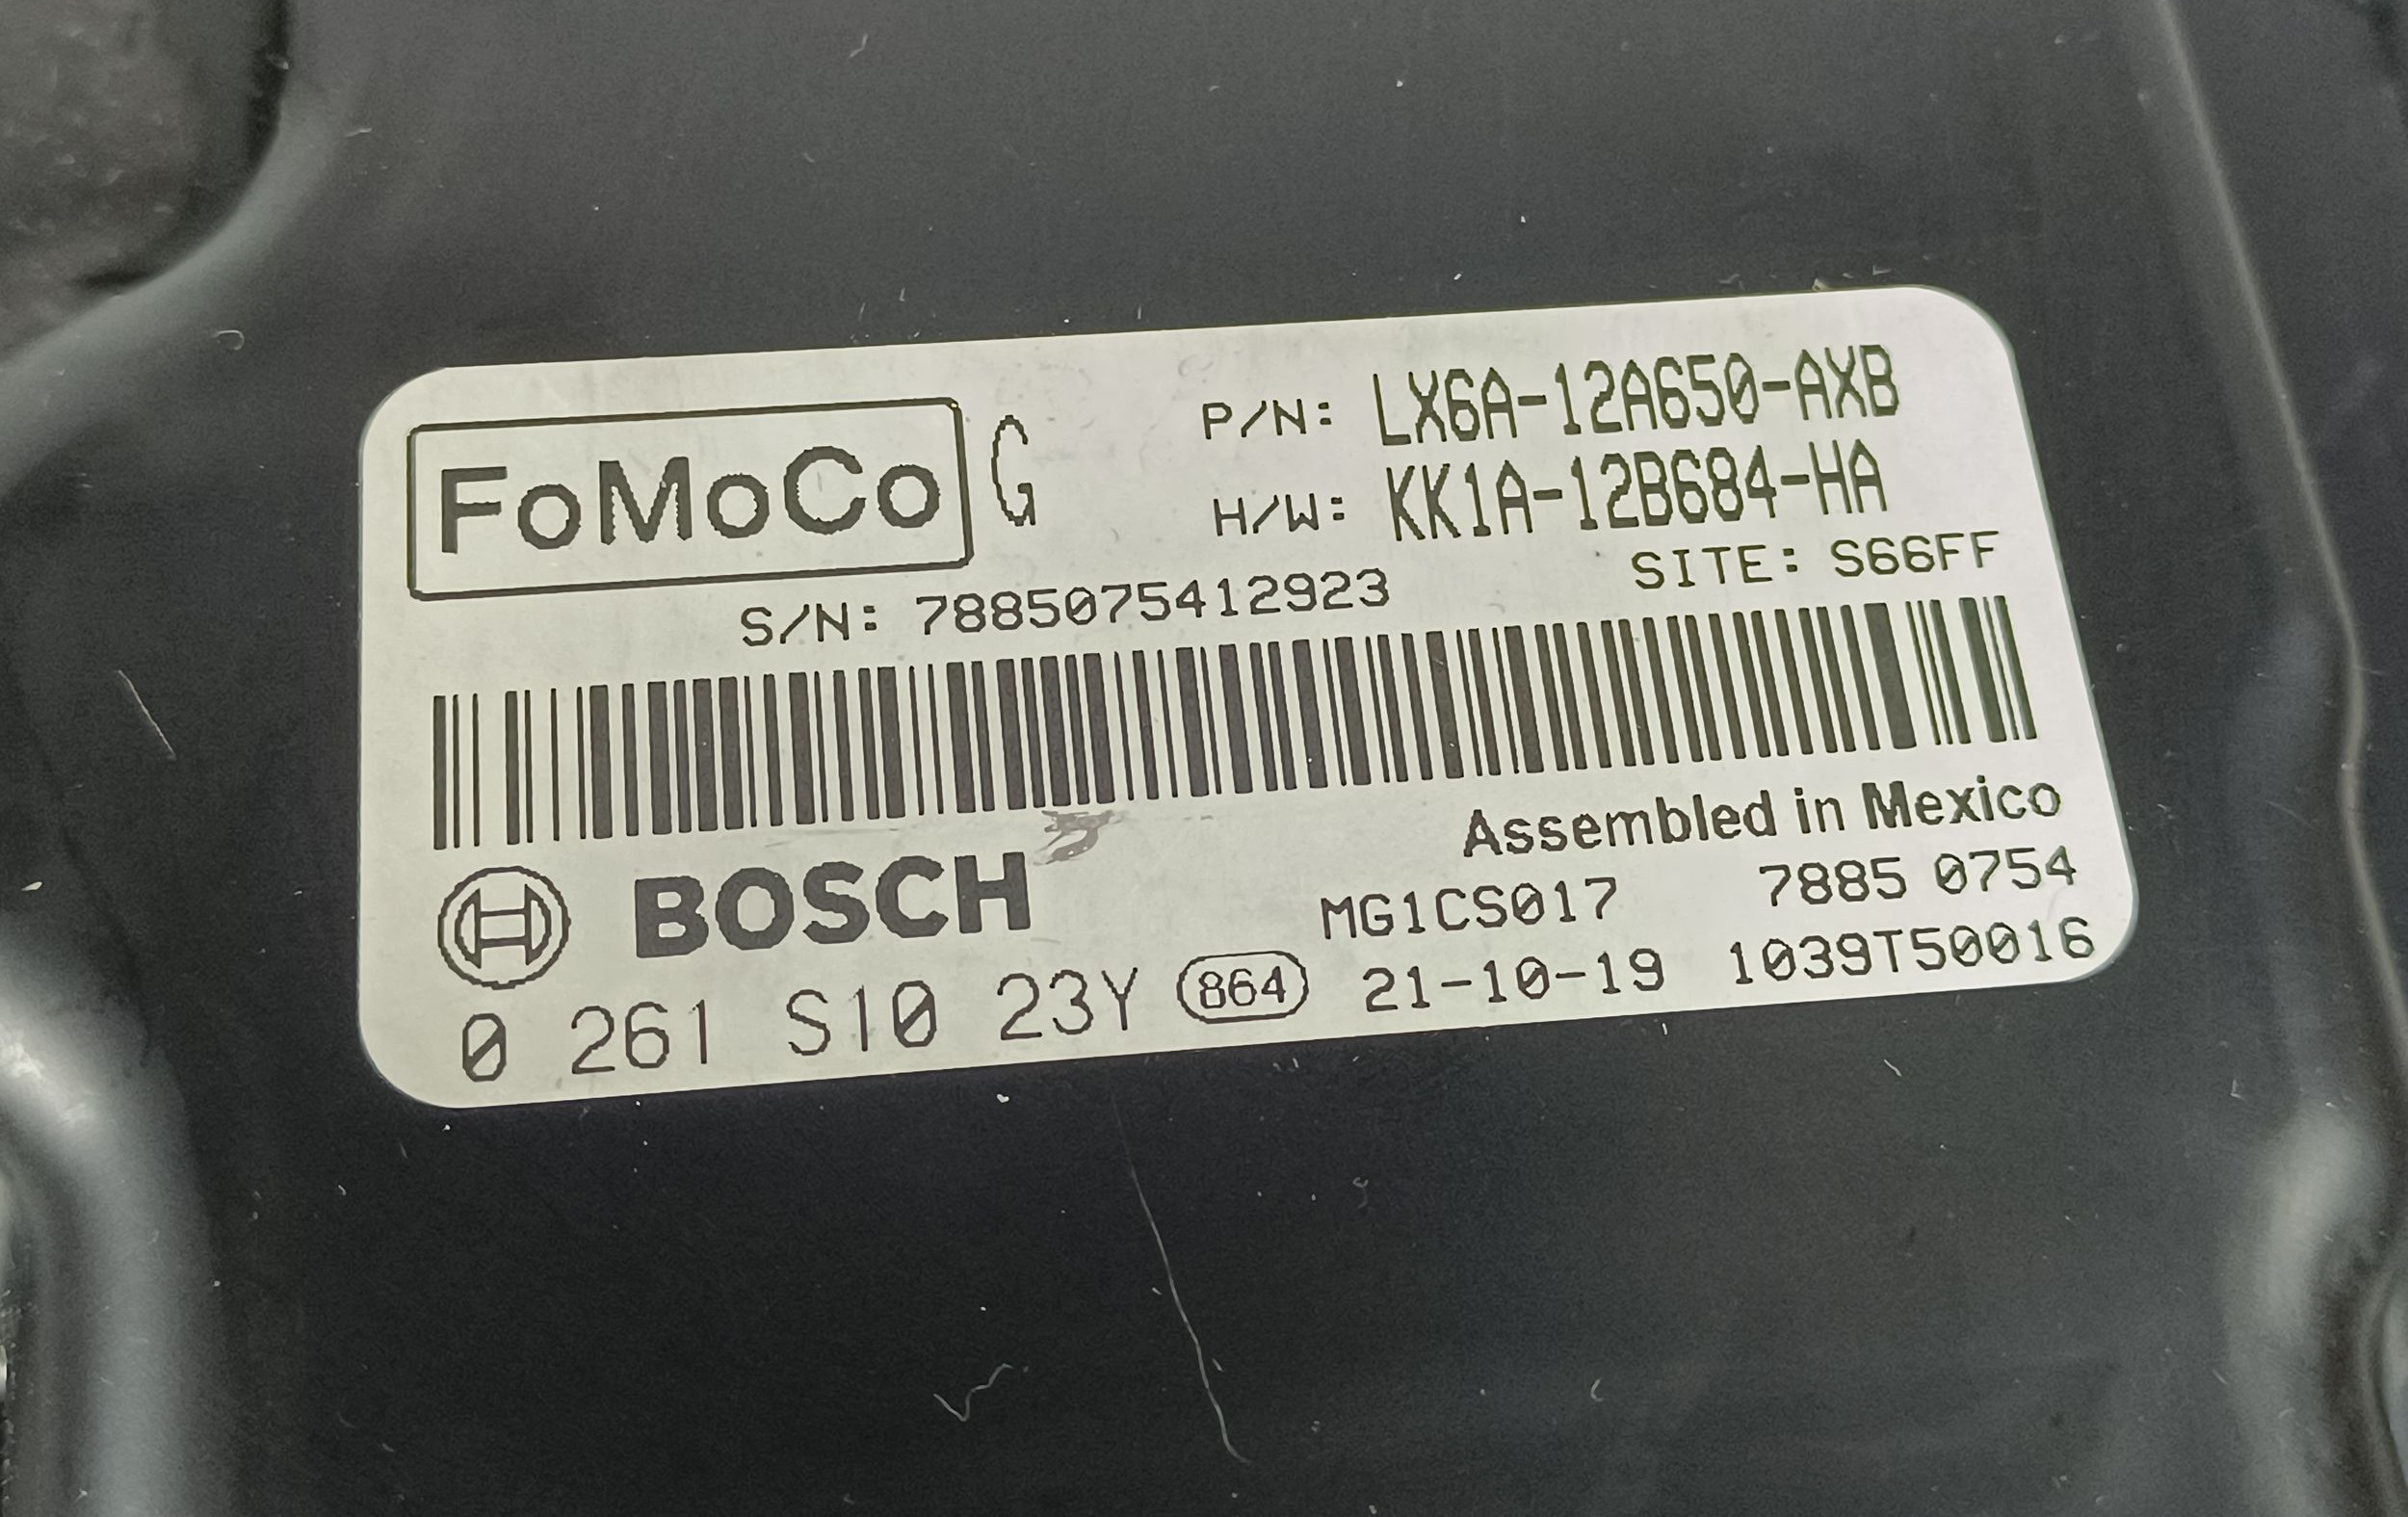 FoMoCo G P/N: LX6A-12A650-AXB
H/W: KK1A-12B684-HA
S/N: 7885075412923 SITE: S66FF
Assembled in Mexico
BOSCH MG1CS017 7885 0754
0 261 S10 23Y 864 21-10-19 1039T50016